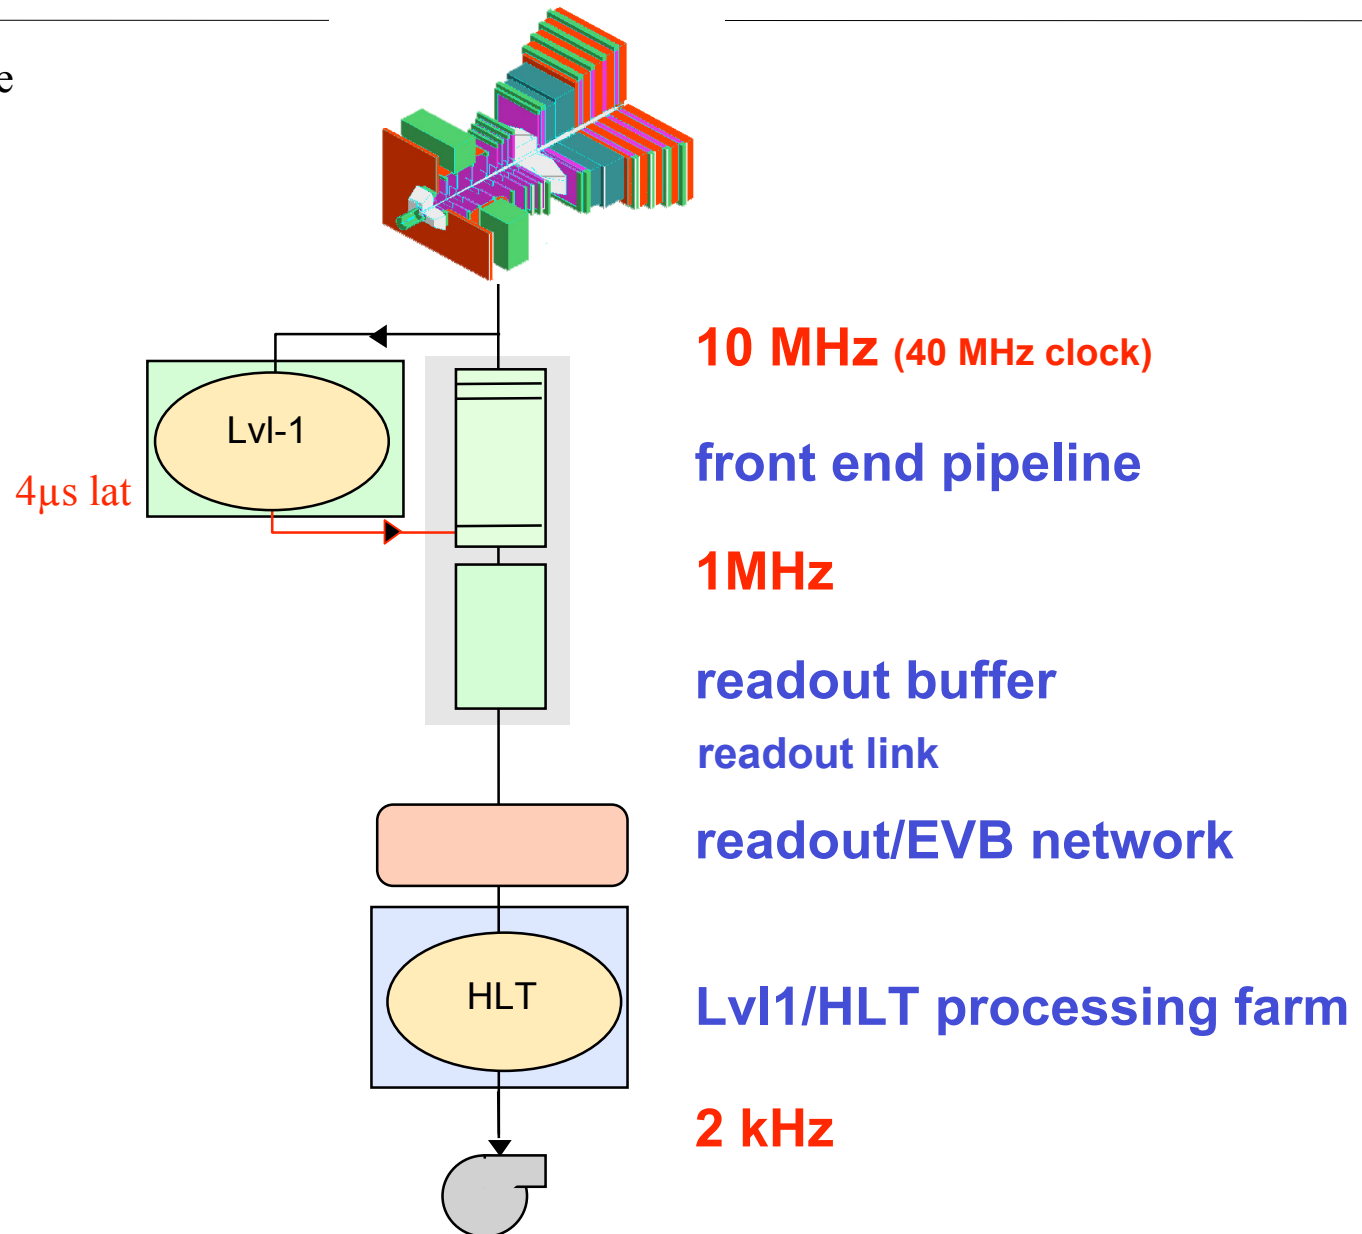 e
10 MHz (40 MHz clock)
Lvl-1
front end pipeline
4µs lat
1MHz
readout buffer
readout link
readout/EVB network
HLT
Lvl1/HLT processing farm
2 kHz